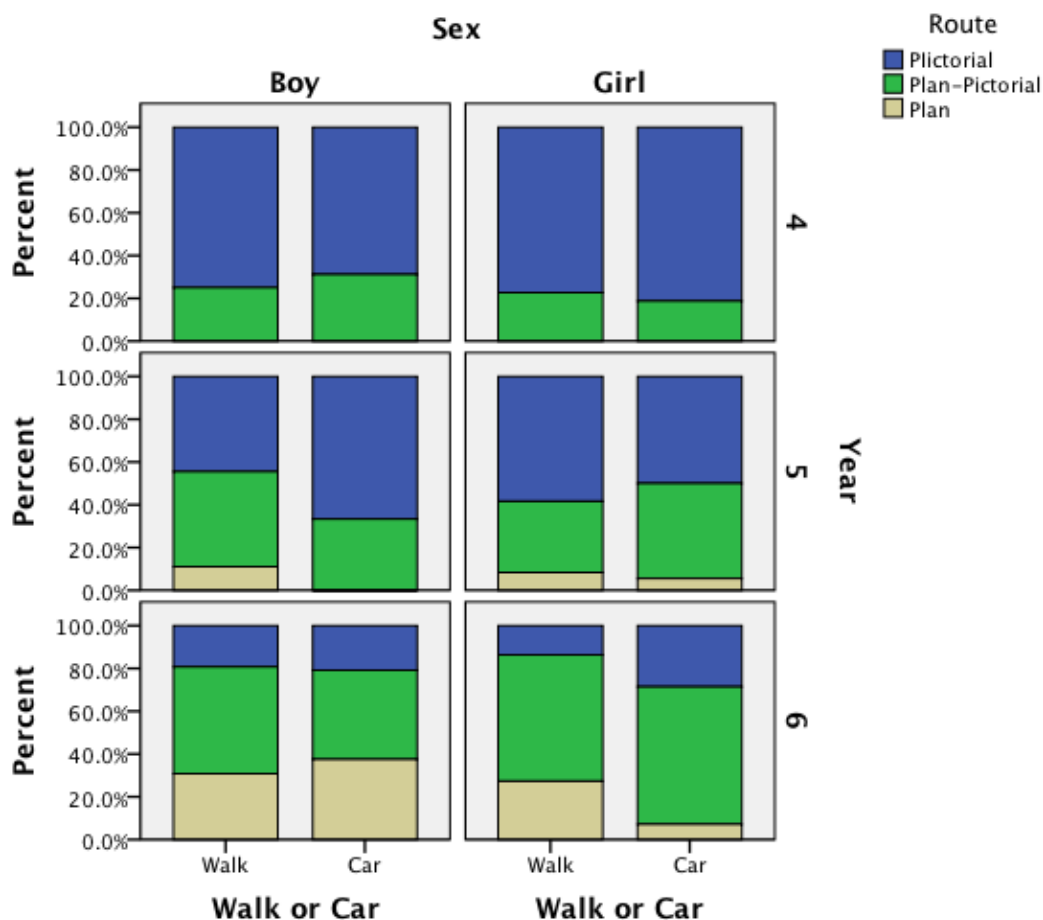 Sex
Route
Plictorial
Plan-Pictorial
Plan
Boy
Girl
Percent
100.0%
80.0%
60.0%
40.0%
20.0%
0.0%
4
Percent
100.0%
80.0%
60.0%
40.0%
20.0%
0.0%
5
Year
Percent
100.0%
80.0%
60.0%
40.0%
20.0%
0.0%
6
Walk Car
Walk Car
Walk or Car
Walk or Car